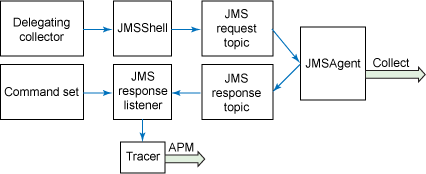 Delegating
collector
JMSShell
JMS
request
topic
JMSAgent
Collect
Command set
JMS
response
listener
JMS
response
topic
Tracer
APM